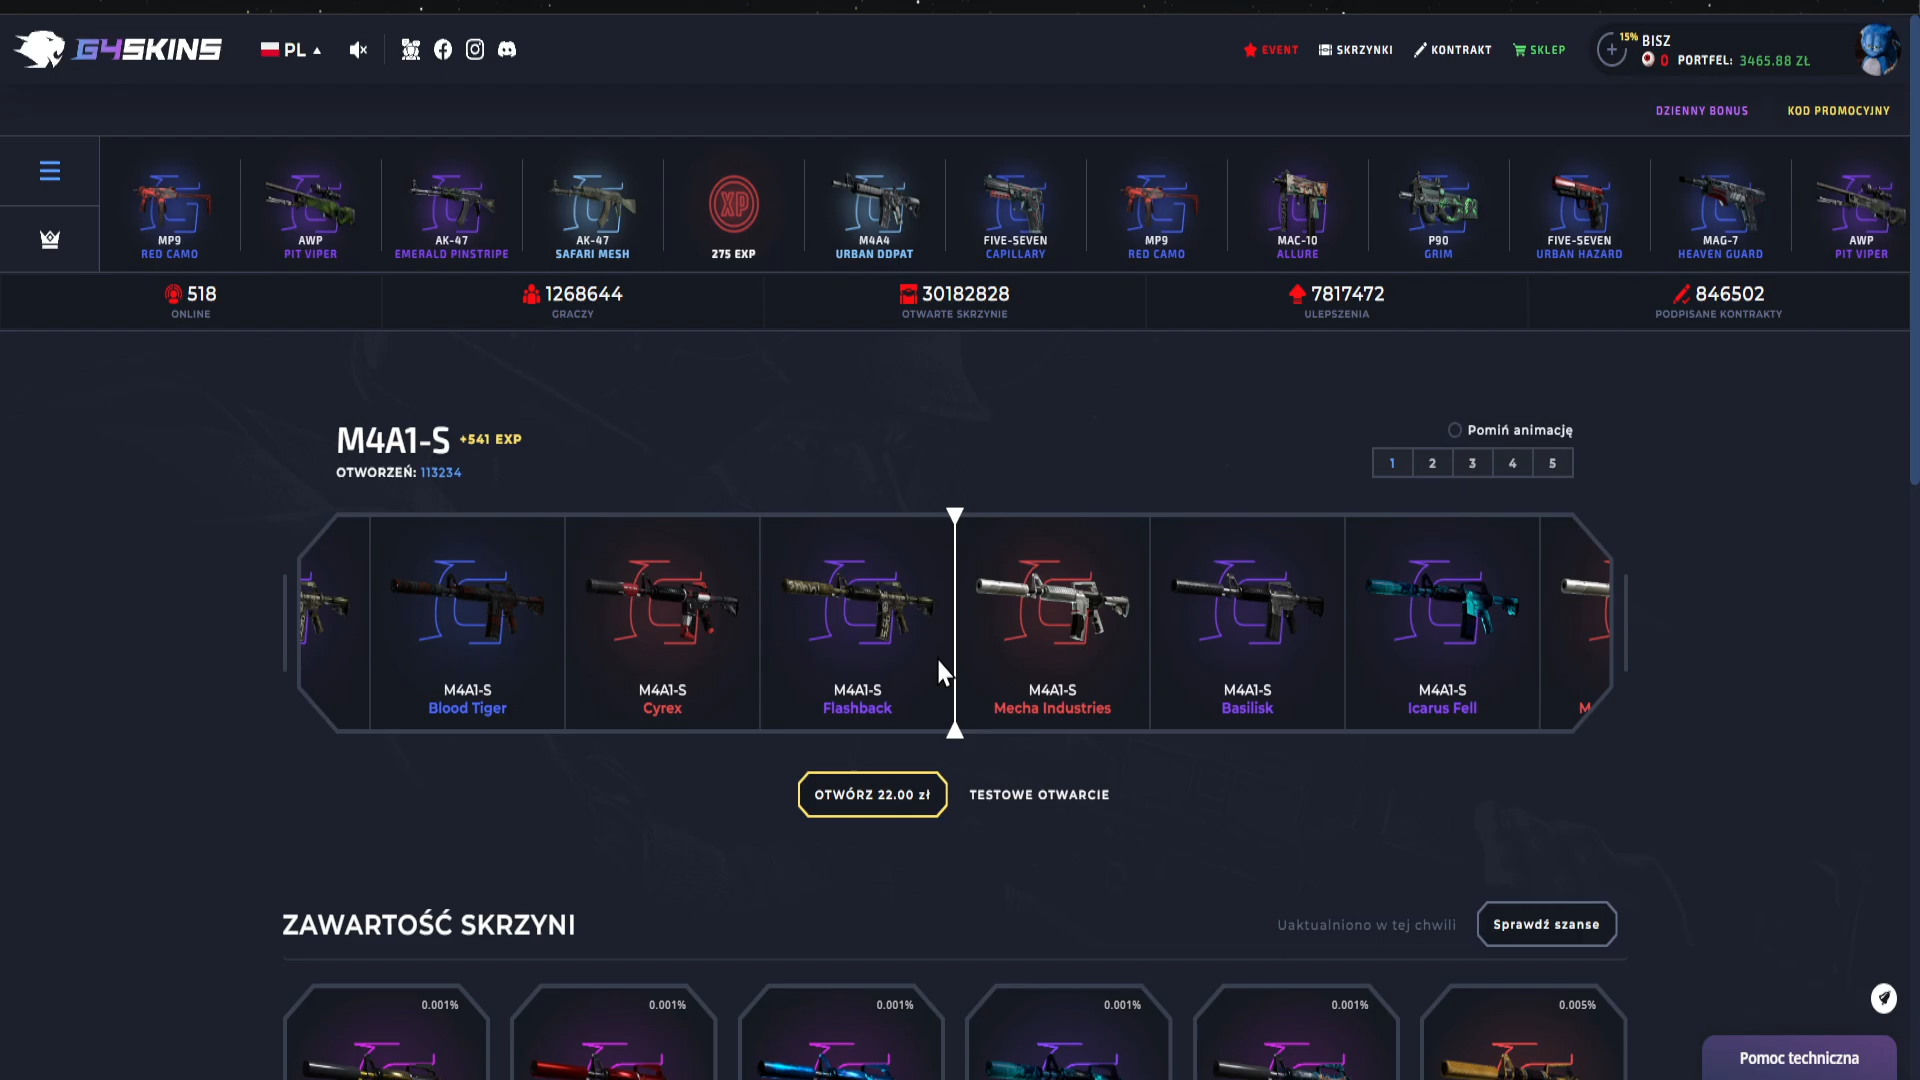 G4SKINS
PL
EVENT
SKRZYNKI
KONTRAKT
SKLEP
15%
BISZ
0 PORTFEL: 3465.88 ZŁ
DZIENNY BONUS
KOD PROMOCYJNY
MP9
RED CAMO
AWP
PIT VIPER
AK-47
EMERALD PINSTRIPE
AK-47
SAFARI MESH
XP
275 EXP
M4A4
URBAN DDPAT
FIVE-SEVEN
CAPILLARY
MP9
RED CAMO
MAC-10
ALLURE
P90
GRIM
FIVE-SEVEN
URBAN HAZARD
MAG-7
HEAVEN GUARD
AWP
PIT VIPER
518
ONLINE
1268644
GRACZY
30182828
OTWARTE SKRZYNIE
7817472
ULEPSZENIA
846502
PODPISANE KONTRAKTY
M4A1-S +541 EXP
OTWORZEŃ: 113234
Pomiń animację
1 2 3 4 5
M4A1-S
Blood Tiger
M4A1-S
Cyrex
M4A1-S
Flashback
M4A1-S
Mecha Industries
M4A1-S
Basilisk
M4A1-S
Icarus Fell
M
OTWÓRZ 22.00 zł
TESTOWE OTWARCIE
ZAWARTOŚĆ SKRZYNI
Uaktualniono w tej chwili
Sprawdź szanse
0.001%
0.001%
0.001%
0.001%
0.001%
0.005%
Pomoc techniczna